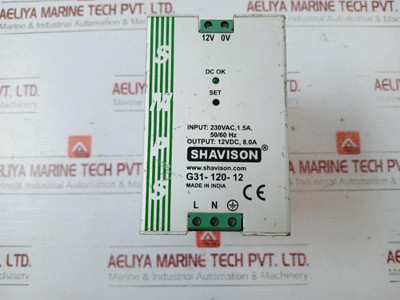 AELIYA MARINE TECH PVT. LTD.
Marine & Industrial Automation & Machinery
12V 0V
DC OK
SET
SMPS
INPUT: 230VAC, 1.5A,
50/60 Hz
OUTPUT: 12VDC, 8.0A
SHAVISON®
www.shavison.com
G31- 120- 12
MADE IN INDIA
CE
L N
AELIYA MARINE TECH PVT. LTD.
Marine & Industrial Automation & Machinery